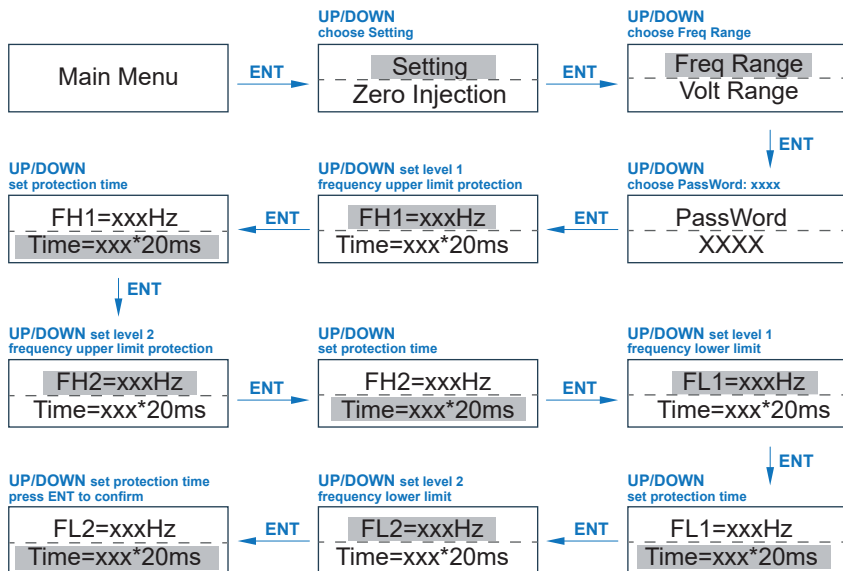 Main Menu
ENT
UP/DOWN
choose Setting
Setting
Zero Injection
ENT
UP/DOWN
choose Freq Range
Freq Range
Volt Range
ENT
UP/DOWN
choose PassWord: xxxx
PassWord
XXXX
ENT
UP/DOWN set level 1
frequency upper limit protection
FH1=xxxHz
Time=xxx*20ms
ENT
UP/DOWN
set protection time
FH1=xxxHz
Time=xxx*20ms
ENT
UP/DOWN set level 2
frequency upper limit protection
FH2=xxxHz
Time=xxx*20ms
ENT
UP/DOWN
set protection time
FH2=xxxHz
Time=xxx*20ms
ENT
UP/DOWN set level 1
frequency lower limit
FL1=xxxHz
Time=xxx*20ms
ENT
UP/DOWN
set protection time
FL1=xxxHz
Time=xxx*20ms
ENT
UP/DOWN set level 2
frequency lower limit
FL2=xxxHz
Time=xxx*20ms
ENT
UP/DOWN set protection time
press ENT to confirm
FL2=xxxHz
Time=xxx*20ms